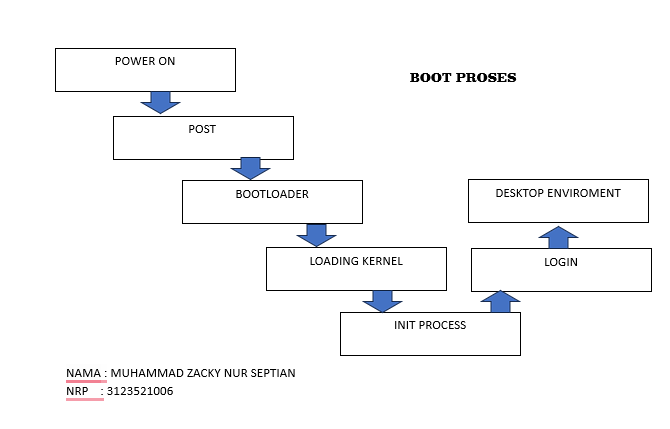 POWER ON
BOOT PROSES
POST
BOOTLOADER
DESKTOP ENVIROMENT
LOADING KERNEL
LOGIN
INIT PROCESS
NAMA : MUHAMMAD ZACKY NUR SEPTIAN
NRP : 3123521006